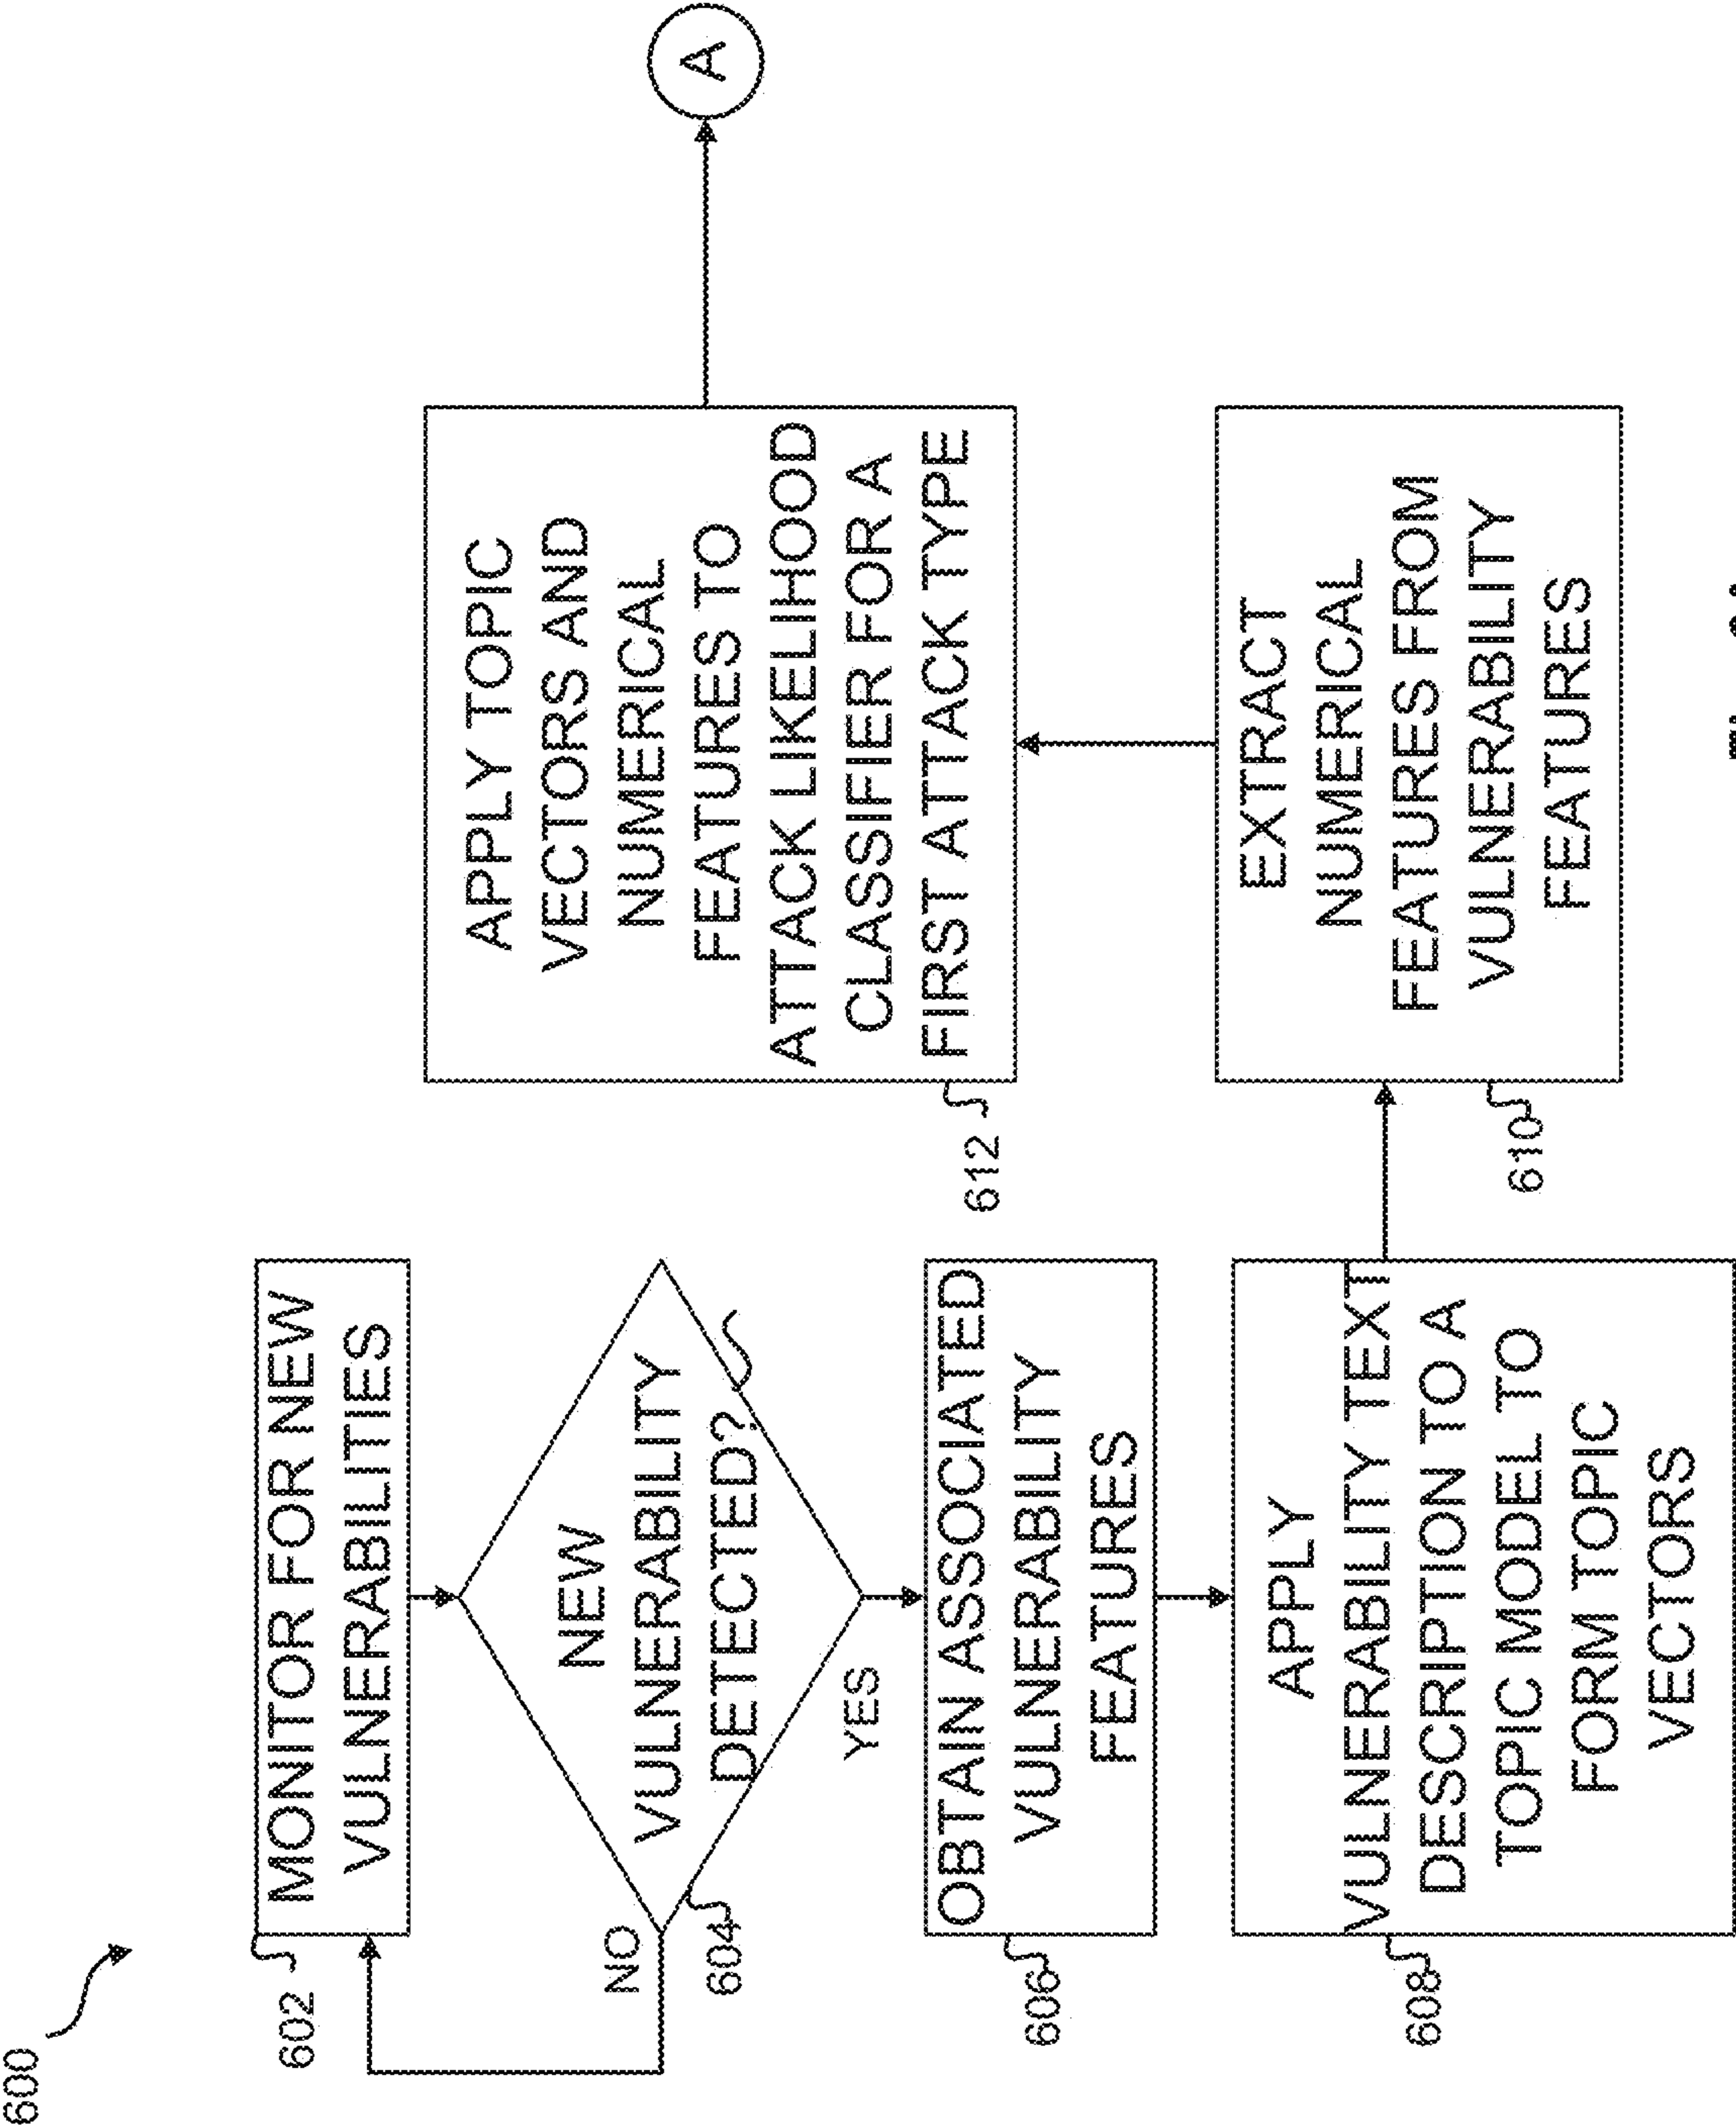 600
602
MONITOR FOR NEW
VULNERABILITIES
NO
604
NEW
VULNERABILITY
DETECTED?
YES
606
OBTAIN ASSOCIATED
VULNERABILITY
FEATURES
608
APPLY
VULNERABILITY TEXT
DESCRIPTION TO A
TOPIC MODEL TO
FORM TOPIC
VECTORS
610
EXTRACT
NUMERICAL
FEATURES FROM
VULNERABILITY
FEATURES
612
APPLY TOPIC
VECTORS AND
NUMERICAL
FEATURES TO
ATTACK LIKELIHOOD
CLASSIFIER FOR A
FIRST ATTACK TYPE
A